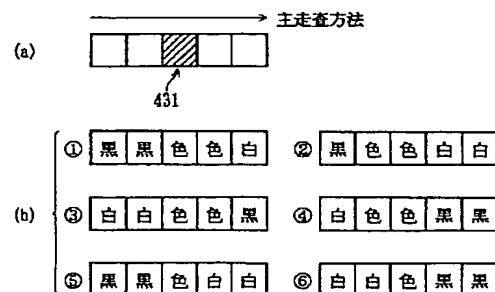 主走査方法
(a)
431
① 黒 黒 色 色 白 ② 黒 色 色 白 白
(b) ③ 白 白 色 色 黒 ④ 白 色 色 黒 黒
⑤ 黒 黒 色 白 白 ⑥ 白 白 色 黒 黒